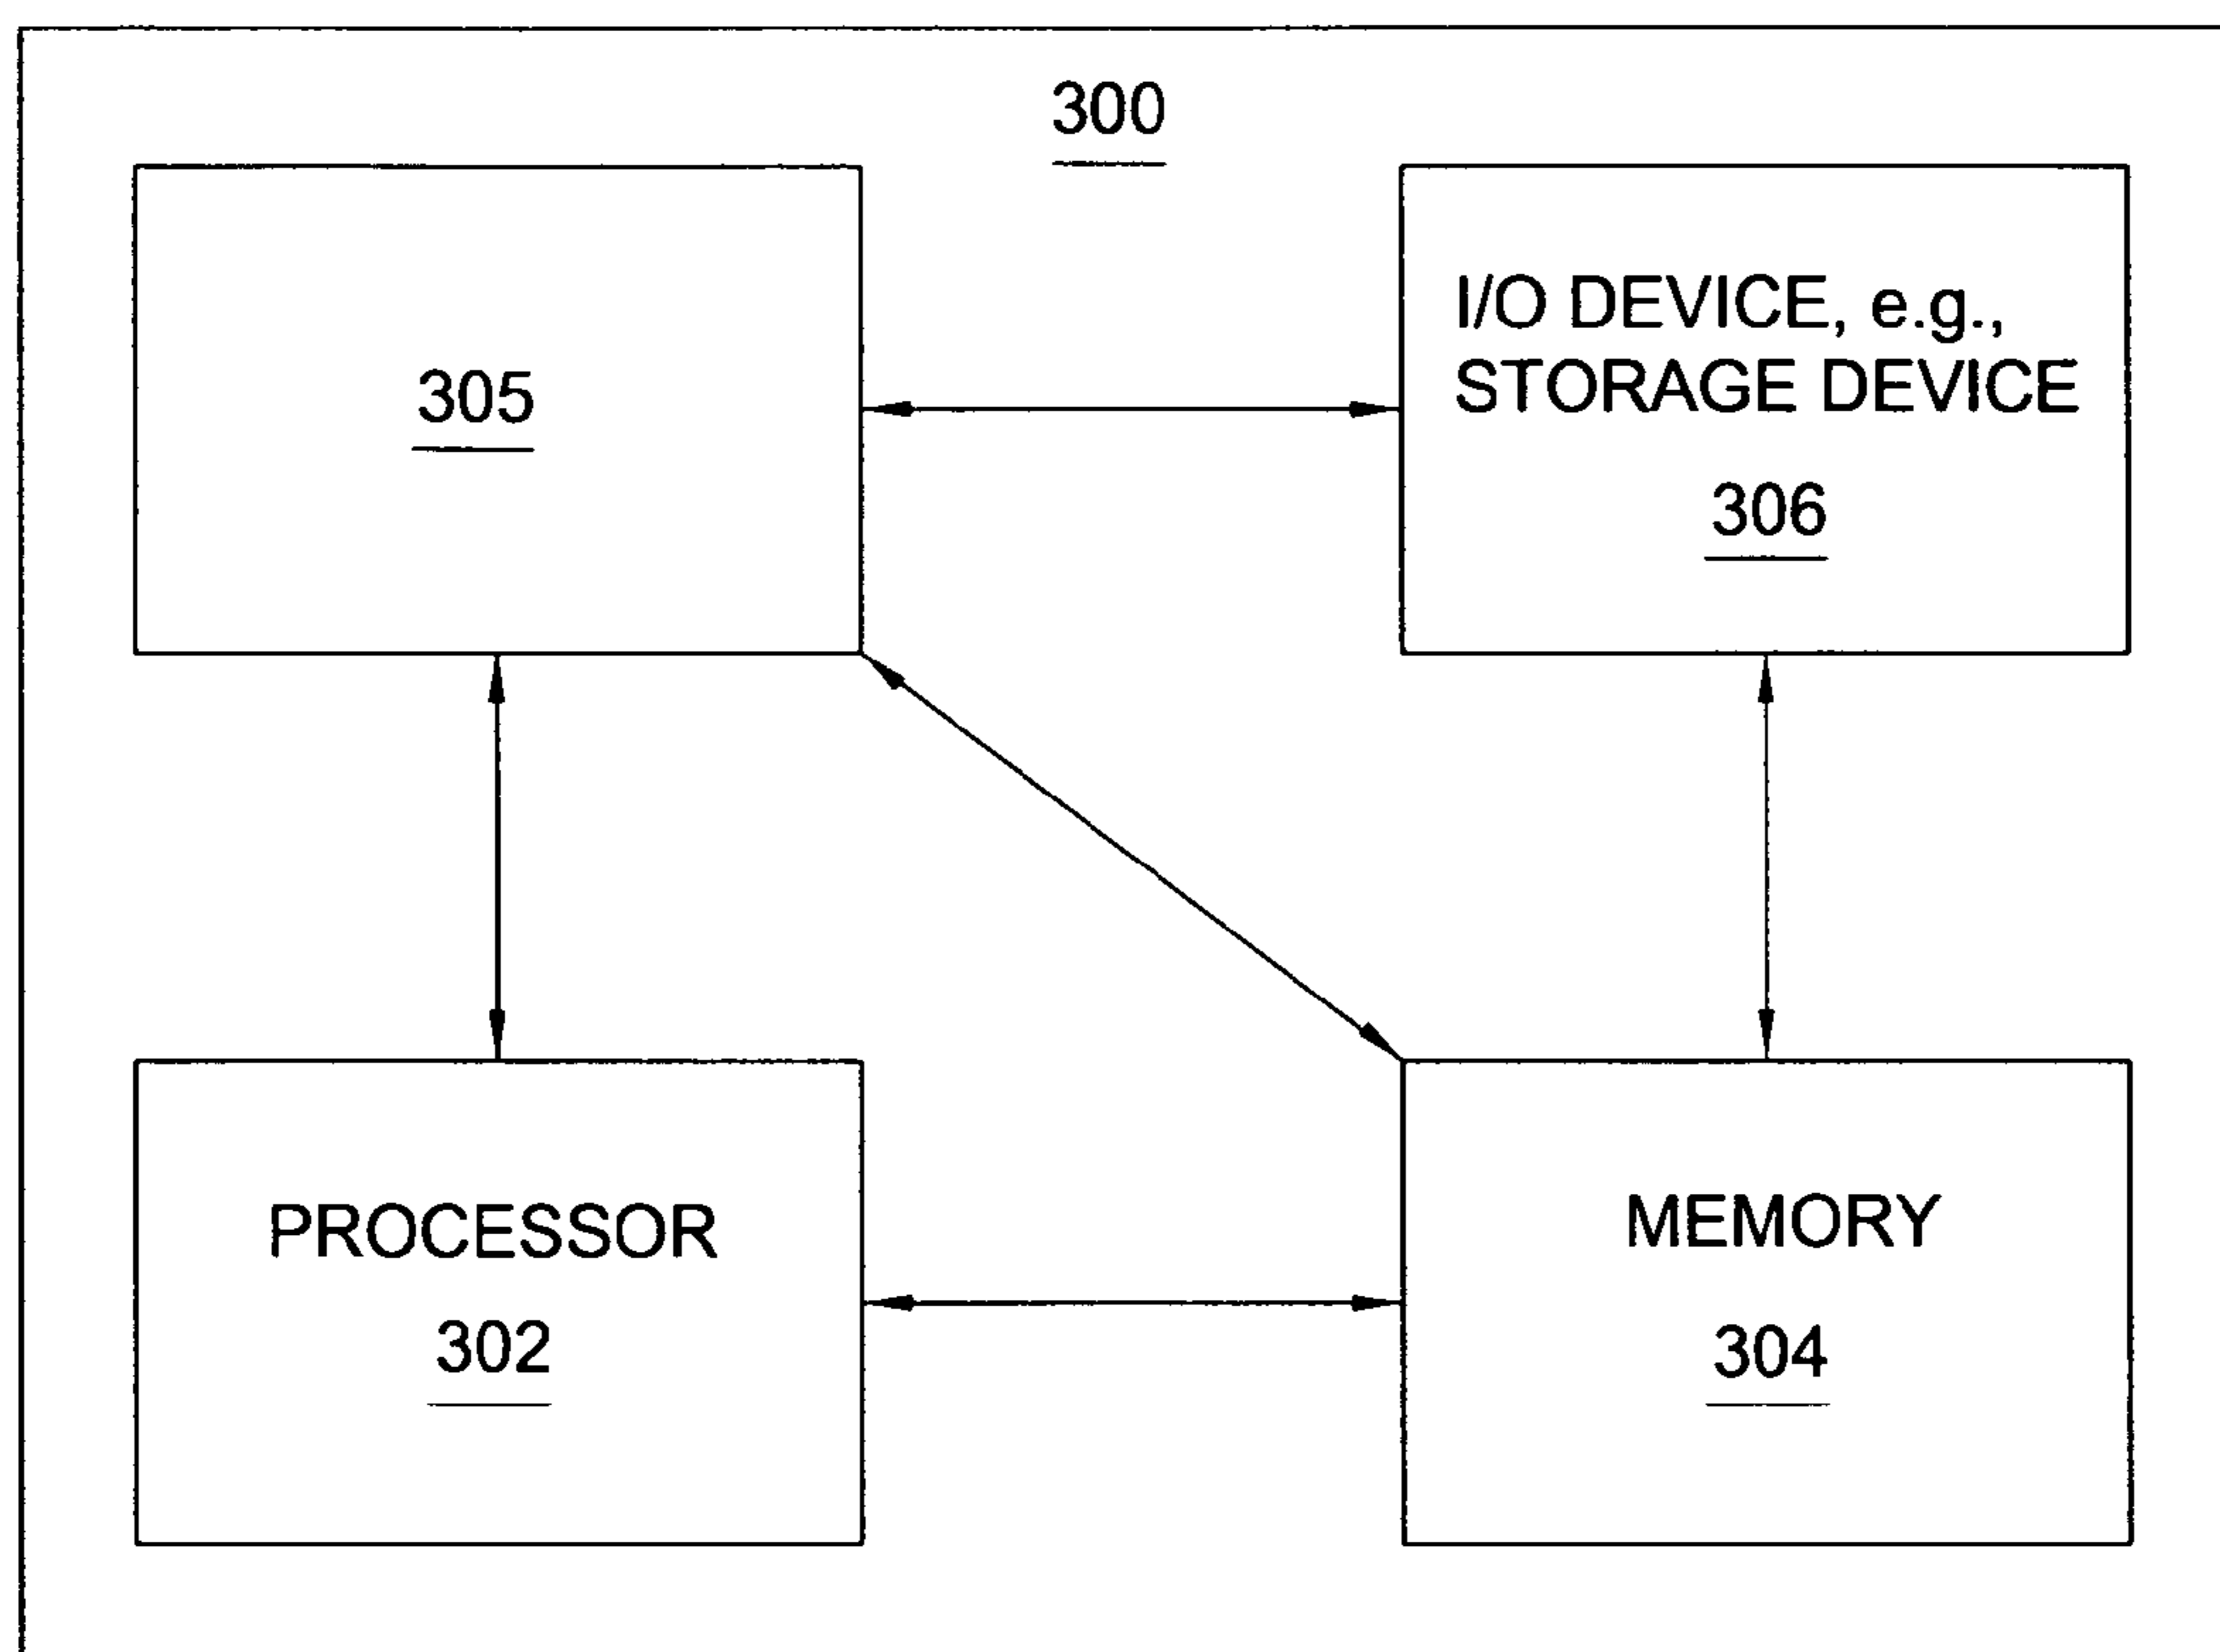 300
305
I/O DEVICE, e.g.,
STORAGE DEVICE
306
PROCESSOR
302
MEMORY
304